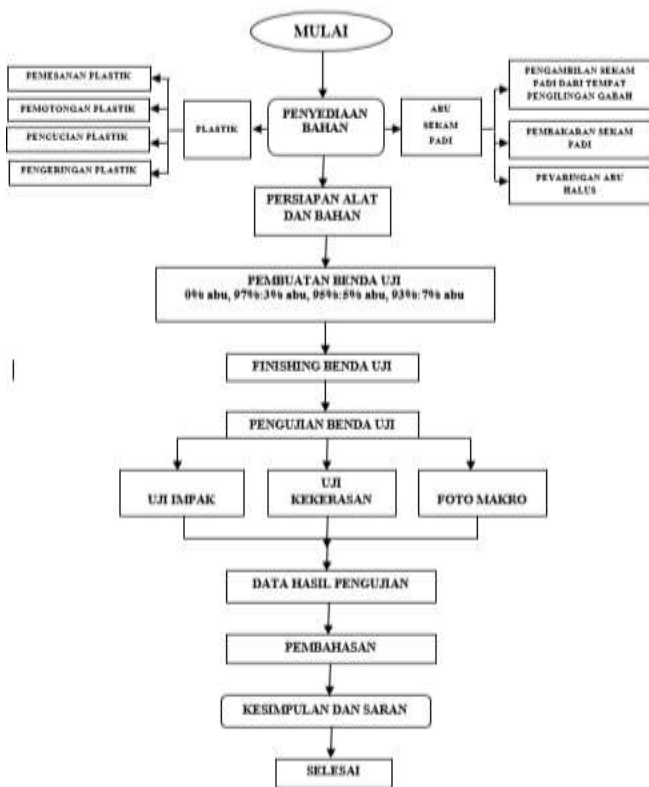 MULAI
PEMESANAN PLASTIK
PEMOTONGAN PLASTIK
PENCUCIAN PLASTIK
PENGERINGAN PLASTIK
PLASTIK
PENYEDIAAN
BAHAN
ABU
SEKAM
PADI
PENGAMBILAN SEKAM
PADI DARI TEMPAT
PENGILINGAN GABAH
PEMBAKARAN SEKAM
PADI
PEYARINGAN ABU
HALUS
PERSIAPAN ALAT
DAN BAHAN
PEMBUATAN BENDA UJI
0% abu, 97%:3% abu, 95%:5% abu, 93%:7% abu
FINISHING BENDA UJI
PENGUJIAN BENDA UJI
UJI IMPAK
UJI
KEKERASAN
FOTO MAKRO
DATA HASIL PENGUJIAN
PEMBAHASAN
KESIMPULAN DAN SARAN
SELESAI